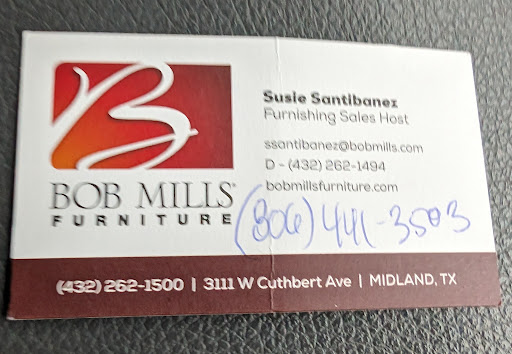 B
Susie Santibanez
Furnishing Sales Host
ssantibanez@bobmills.com
D - (432) 262-1494
bobmillsfurniture.com
BOB MILLS®
FURNITURE
(806) 441-3503
(432) 262-1500 | 3111 W Cuthbert Ave | MIDLAND, TX